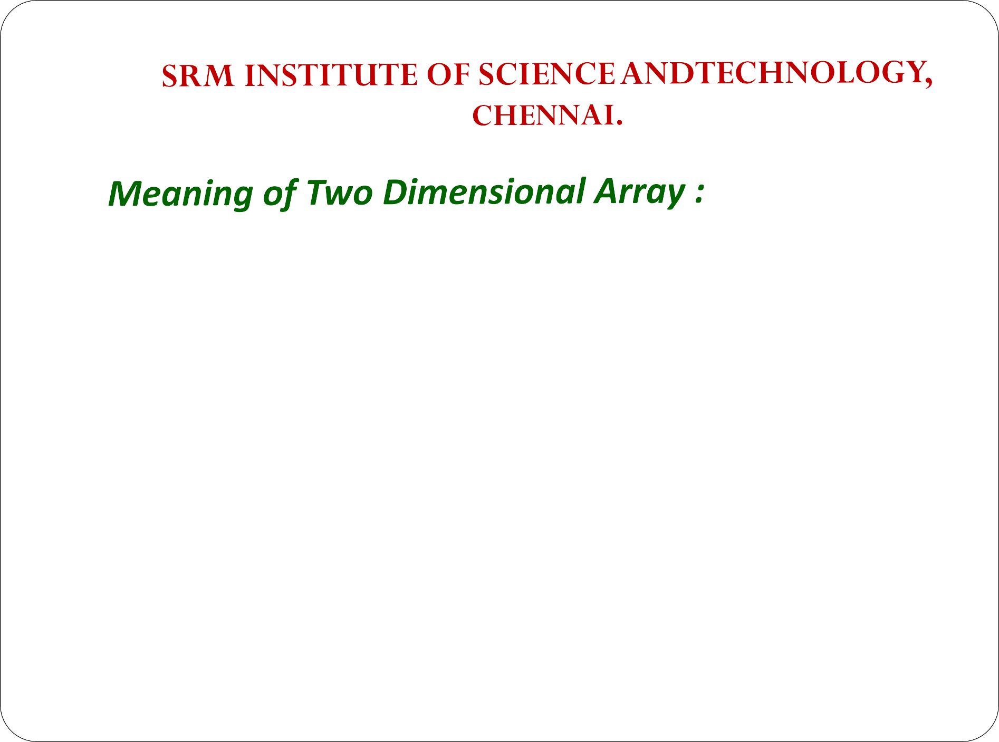 SRM INSTITUTE OF SCIENCE ANDTECHNOLOGY,
CHENNAI.
Meaning of Two Dimensional Array :